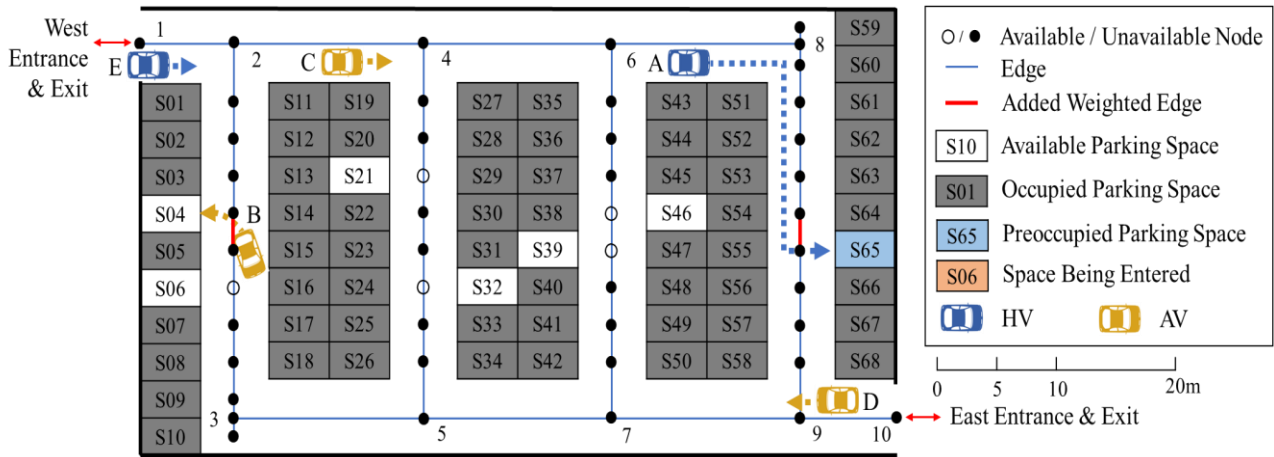 West
Entrance
& Exit
1
2
4
6
8
E
C
A
S01
S02
S03
S04
S05
S06
S07
S08
S09
S10
B
3
S11 S19
S12 S20
S13 S21
S14 S22
S15 S23
S16 S24
S17 S25
S18 S26
5
S27 S35
S28 S36
S29 S37
S30 S38
S31 S39
S32 S40
S33 S41
S34 S42
7
S43 S51
S44 S52
S45 S53
S46 S54
S47 S55
S48 S56
S49 S57
S50 S58
D
9
10
S59
S60
S61
S62
S63
S64
S65
S66
S67
S68
East Entrance & Exit
/ Available / Unavailable Node
Edge
Added Weighted Edge
S10 Available Parking Space
S01 Occupied Parking Space
S65 Preoccupied Parking Space
S06 Space Being Entered
HV AV
0 5 10 20m